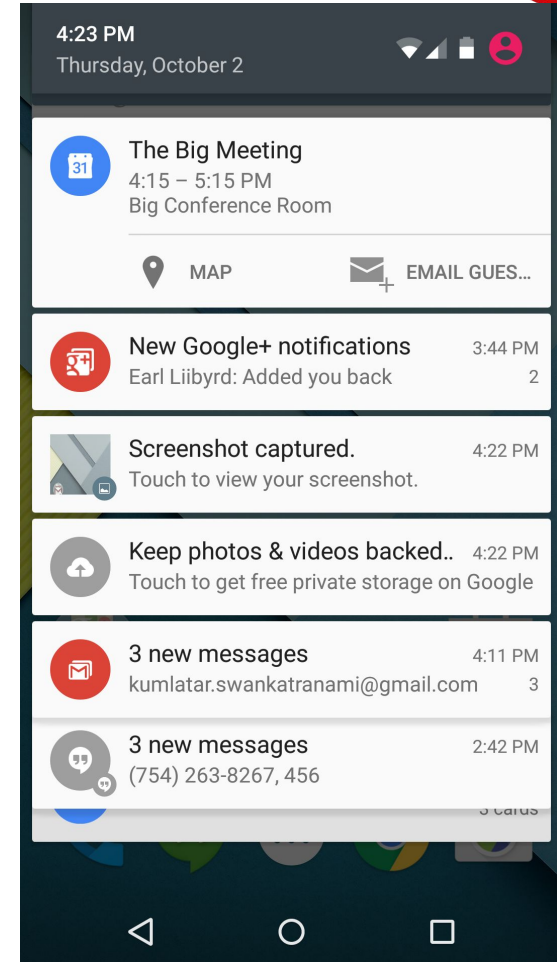 4:23 PM
Thursday, October 2
31
The Big Meeting
4:15 – 5:15 PM
Big Conference Room
MAP
EMAIL GUES...
New Google+ notifications 3:44 PM
Earl Liibyrd: Added you back 2
Screenshot captured. 4:22 PM
Touch to view your screenshot.
Keep photos & videos backed.. 4:22 PM
Touch to get free private storage on Google
3 new messages 4:11 PM
kumlatar.swankatranami@gmail.com 3
3 new messages 2:42 PM
(754) 263-8267, 456
3 cards